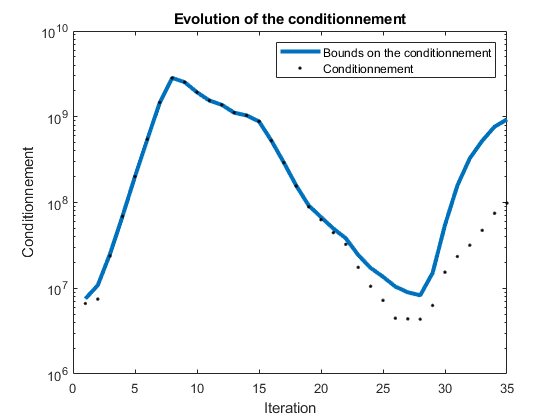 Evolution of the conditionnement
10^10
Bounds on the conditionnement
Conditionnement
10^9
10^8
10^7
10^6
Conditionnement
0 5 10 15 20 25 30 35
Iteration